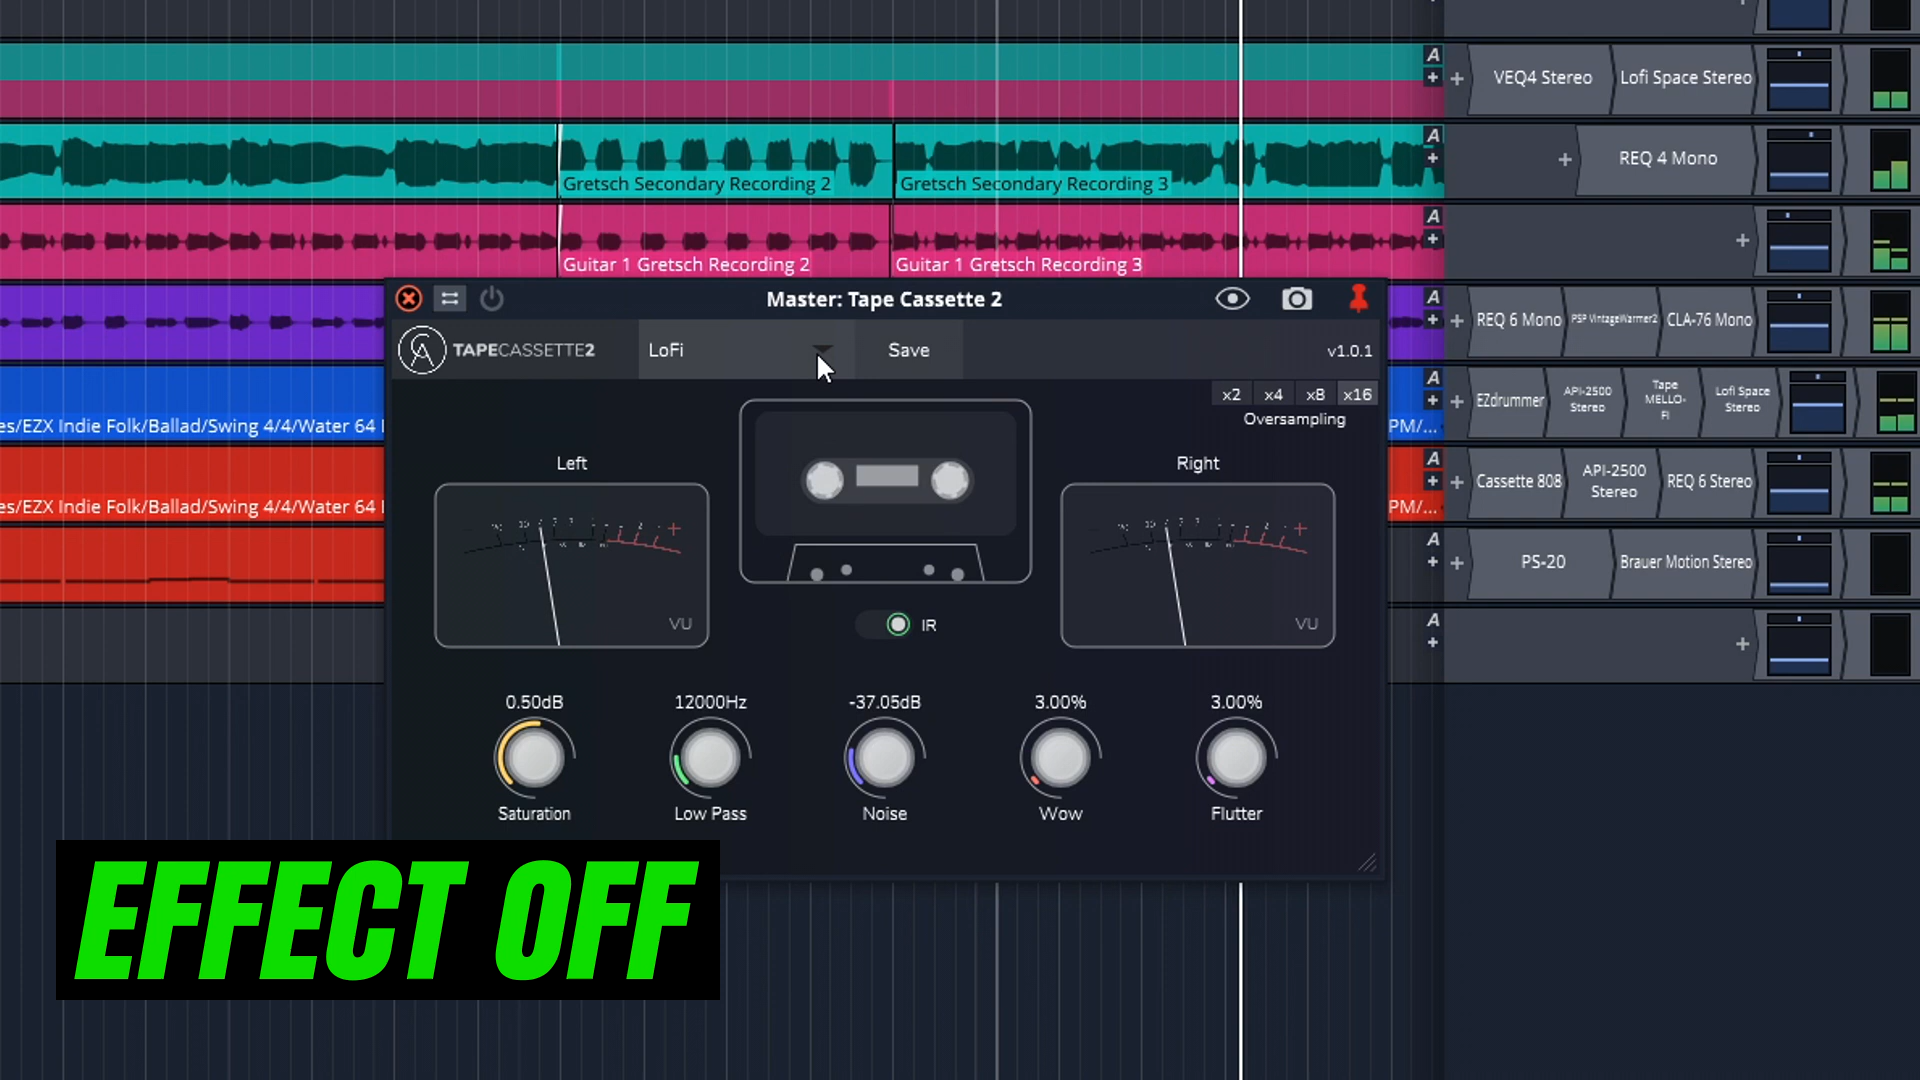 A
VEQ4 Stereo
Lofi Space Stereo
A
REQ 4 Mono
Gretsch Secondary Recording 2
Gretsch Secondary Recording 3
A
Guitar 1 Gretsch Recording 2
Guitar 1 Gretsch Recording 3
Master: Tape Cassette 2
A
REQ 6 Mono
PSP VintageWarmer2
CLA-76 Mono
TAPECASSETTE2
LoFi
Save
v1.0.1
x2
x4
x8
x16
Oversampling
A
EZdrummer
API-2500
Stereo
Tape
MELLO-
FI
Lofi Space
Stereo
es/EZX Indie Folk/Ballad/Swing 4/4/Water 64
PM/...
Left
Right
A
Cassette 808
API-2500
Stereo
REQ 6 Stereo
es/EZX Indie Folk/Ballad/Swing 4/4/Water 64
PM/...
A
PS-20
Brauer Motion Stereo
VU
VU
IR
A
0.50dB
12000Hz
-37.05dB
3.00%
3.00%
Saturation
Low Pass
Noise
Wow
Flutter
EFFECT OFF